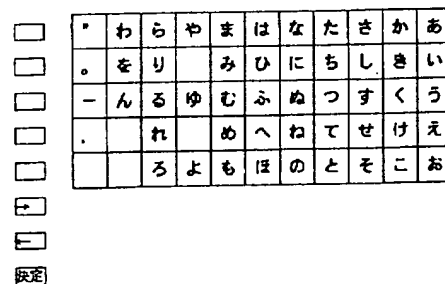 " わ ら や ま は な た さ か あ
。 を り み ひ に ち し き い
ー ん る ゆ む ふ ぬ つ す く う
. れ め へ ね て せ け え
ろ よ も ほ の と そ こ お
→
←
決定